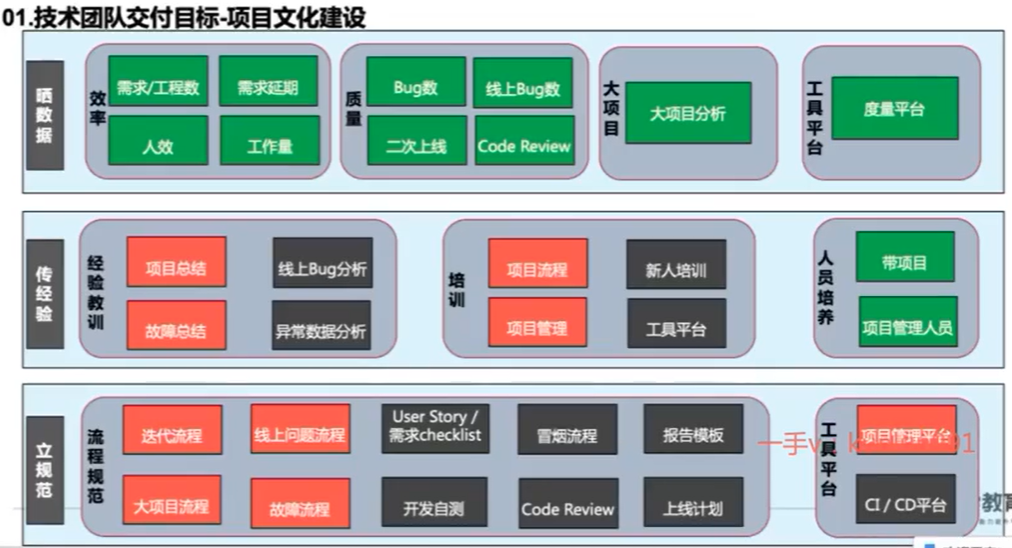 01.技术团队交付目标-项目文化建设
晒数据
效率
需求/工程数
需求延期
人效
工作量
质量
Bug数
线上Bug数
二次上线
Code Review
大项目
大项目分析
工具平台
度量平台
传经验
经验教训
项目总结
线上Bug分析
故障总结
异常数据分析
培训
项目流程
新人培训
项目管理
工具平台
人员培养
带项目
项目管理人员
立规范
流程规范
迭代流程
线上问题流程
User Story /
需求checklist
冒烟流程
报告模板
大项目流程
故障流程
开发自测
Code Review
上线计划
工具平台
项目管理平台
CI / CD平台
一手
教育